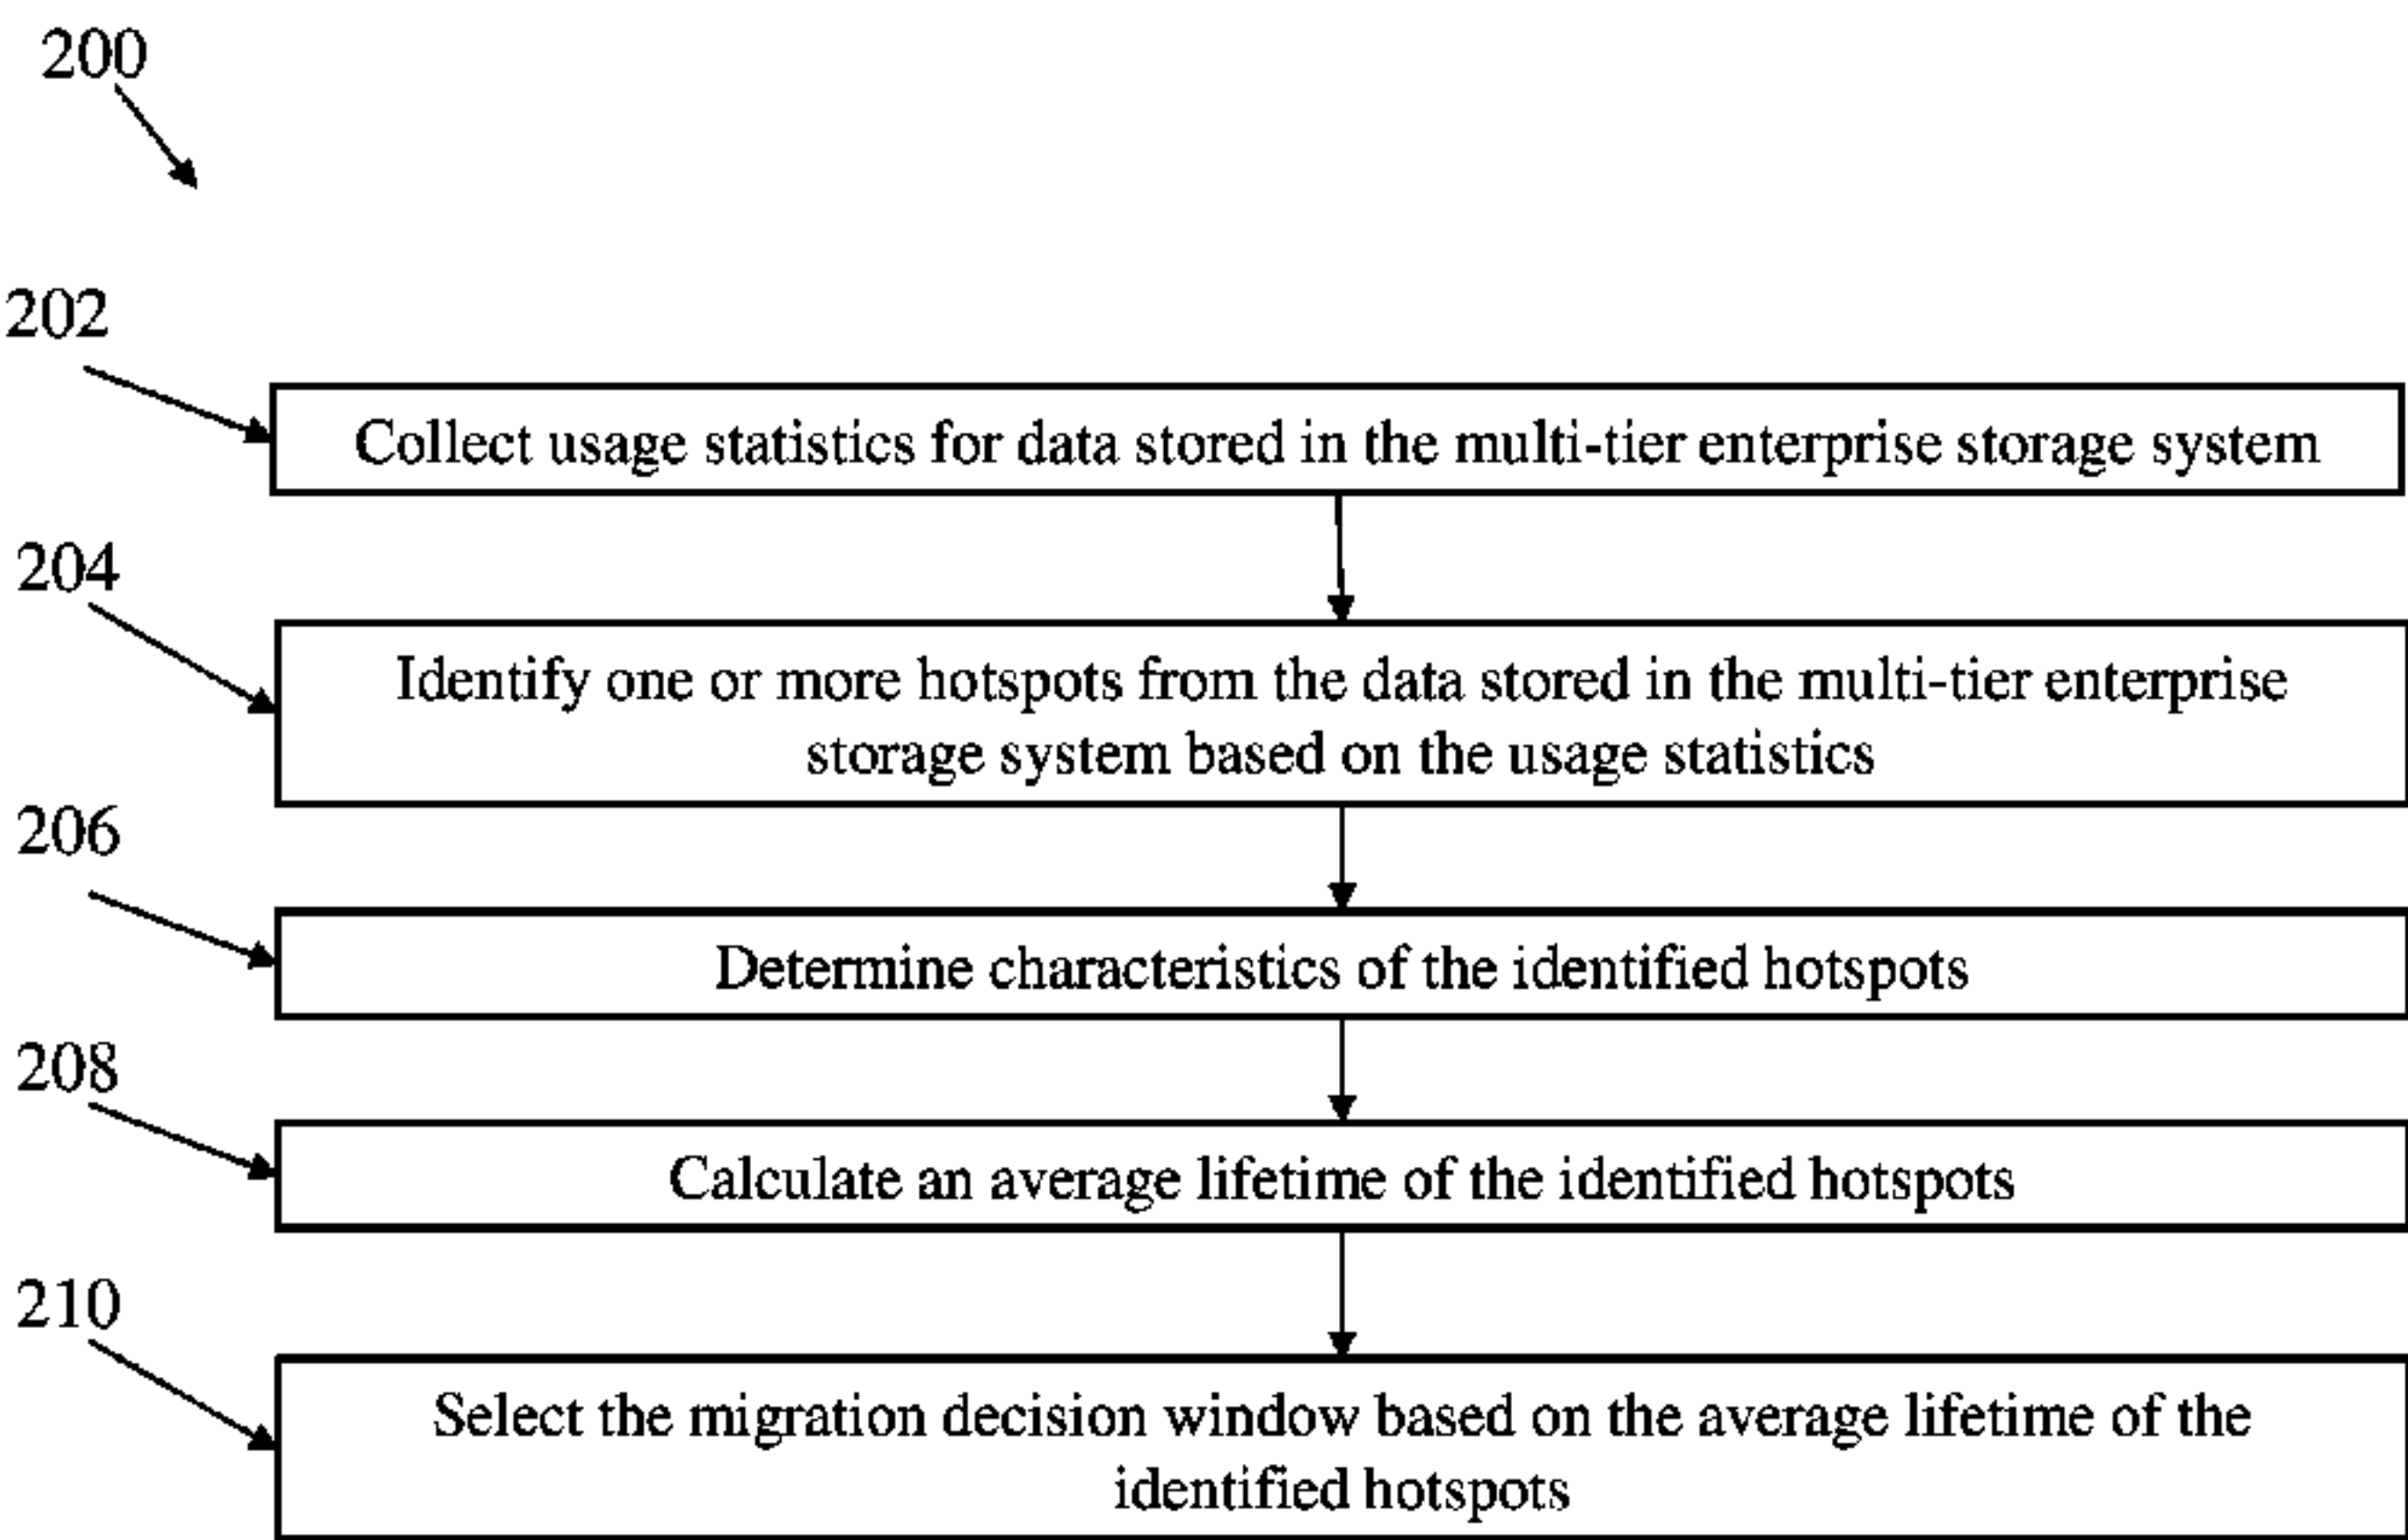 200
202
Collect usage statistics for data stored in the multi-tier enterprise storage system
204
Identify one or more hotspots from the data stored in the multi-tier enterprise
storage system based on the usage statistics
206
Determine characteristics of the identified hotspots
208
Calculate an average lifetime of the identified hotspots
210
Select the migration decision window based on the average lifetime of the
identified hotspots